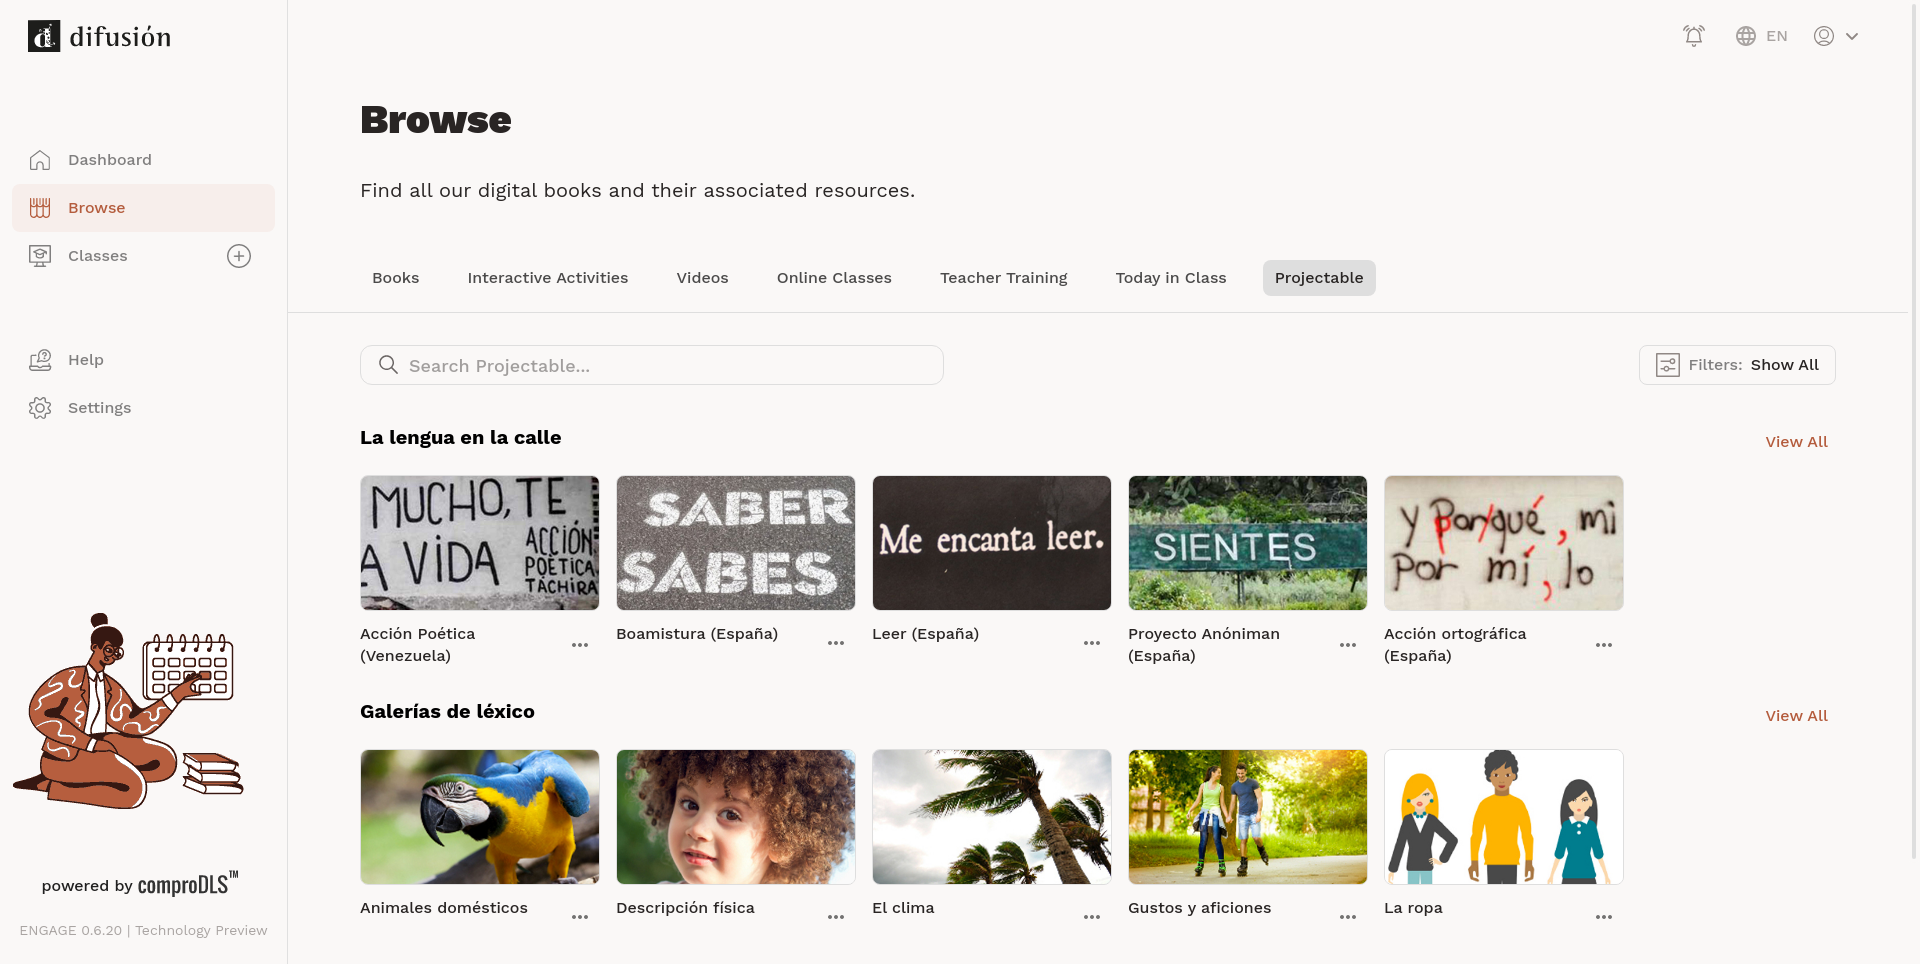 difusión
EN
Dashboard
Browse
Classes
Help
Settings
powered by comproDLS™
ENGAGE 0.6.20 | Technology Preview
Browse
Find all our digital books and their associated resources.
Books
Interactive Activities
Videos
Online Classes
Teacher Training
Today in Class
Projectable
Search Projectable...
Filters: Show All
La lengua en la calle
View All
MUCHO, TE
A VIDA
ACCIÓN
POÉTICA
TÁCHIRA
SABER
SABES
Me encanta leer.
SIENTES
y Porqué, mi
por mí, lo
Acción Poética
(Venezuela)
Boamistura (España)
Leer (España)
Proyecto Anóniman
(España)
Acción ortográfica
(España)
Galerías de léxico
View All
Animales domésticos
Descripción física
El clima
Gustos y aficiones
La ropa